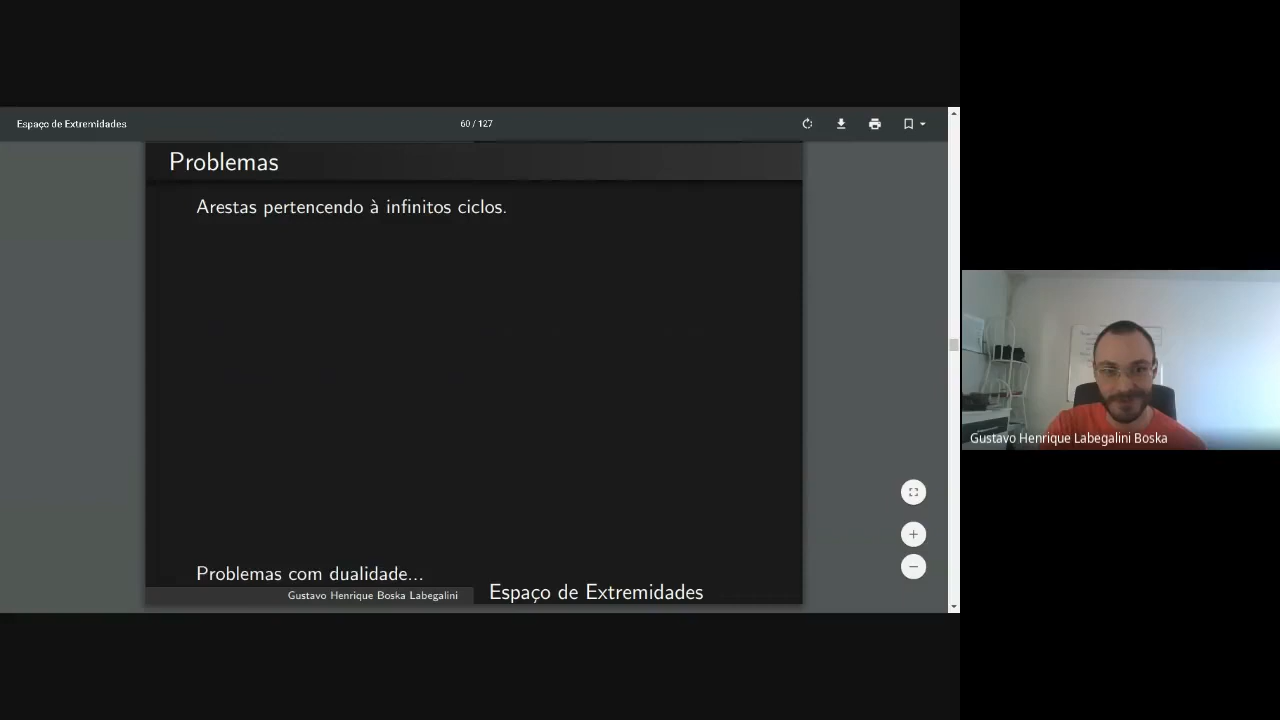 Espaço de Extremidades
60 / 127
Problemas
Arestas pertencendo à infinitos ciclos.
Problemas com dualidade...
Gustavo Henrique Boska Labegalini
Espaço de Extremidades
Gustavo Henrique Labegalini Boska